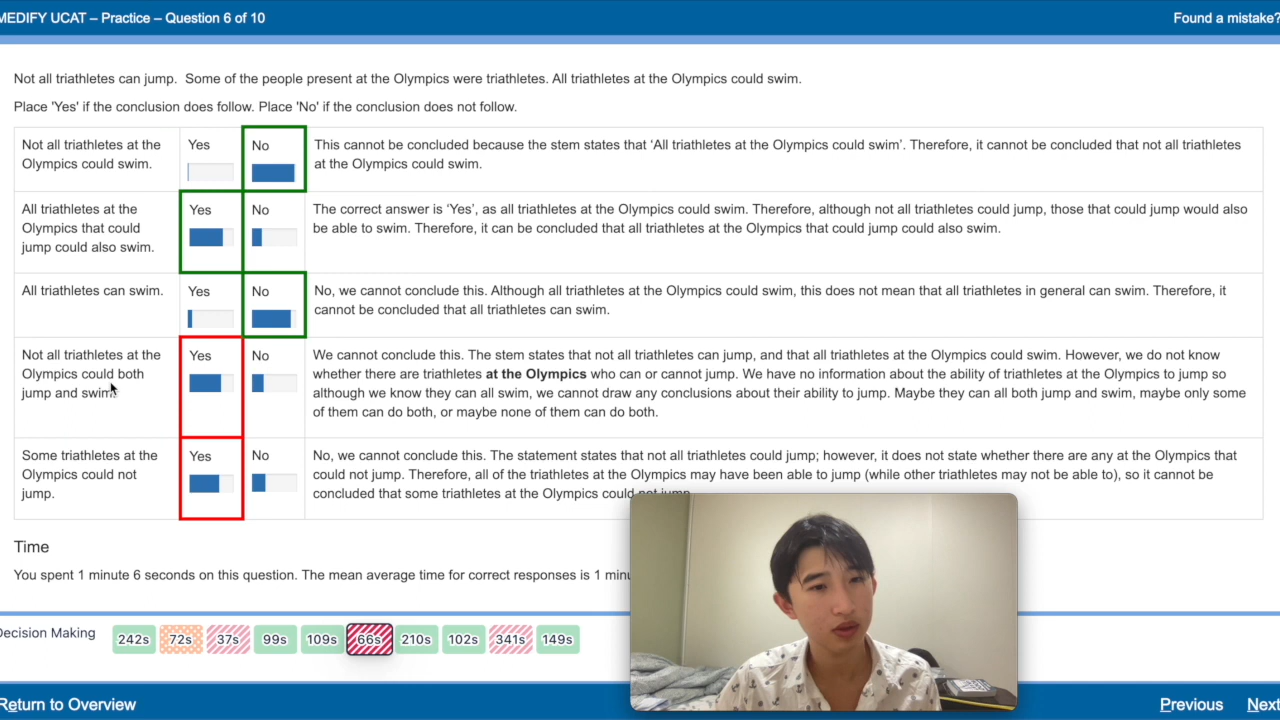 MEDIFY UCAT – Practice – Question 6 of 10
Found a mistake?
Not all triathletes can jump. Some of the people present at the Olympics were triathletes. All triathletes at the Olympics could swim.
Place 'Yes' if the conclusion does follow. Place 'No' if the conclusion does not follow.
Not all triathletes at the
Olympics could swim.
Yes
No
This cannot be concluded because the stem states that ‘All triathletes at the Olympics could swim’. Therefore, it cannot be concluded that not all triathletes
at the Olympics could swim.
All triathletes at the
Olympics that could
jump could also swim.
Yes
No
The correct answer is ‘Yes’, as all triathletes at the Olympics could swim. Therefore, although not all triathletes could jump, those that could jump would also
be able to swim. Therefore, it can be concluded that all triathletes at the Olympics that could jump could also swim.
All triathletes can swim.
Yes
No
No, we cannot conclude this. Although all triathletes at the Olympics could swim, this does not mean that all triathletes in general can swim. Therefore, it
cannot be concluded that all triathletes can swim.
Not all triathletes at the
Olympics could both
jump and swim.
Yes
No
We cannot conclude this. The stem states that not all triathletes can jump, and that all triathletes at the Olympics could swim. However, we do not know
whether there are triathletes at the Olympics who can or cannot jump. We have no information about the ability of triathletes at the Olympics to jump so
although we know they can all swim, we cannot draw any conclusions about their ability to jump. Maybe they can all both jump and swim, maybe only some
of them can do both, or maybe none of them can do both.
Some triathletes at the
Olympics could not
jump.
Yes
No
No, we cannot conclude this. The statement states that not all triathletes could jump; however, it does not state whether there are any at the Olympics that
could not jump. Therefore, all of the triathletes at the Olympics may have been able to jump (while other triathletes may not be able to), so it cannot be
concluded that some triathletes at the Olympics could not jump.
Time
You spent 1 minute 6 seconds on this question. The mean average time for correct responses is 1
Decision Making
242s 72s 37s 99s 109s 66s 210s 102s 341s 149s
Return to Overview
Previous
Next